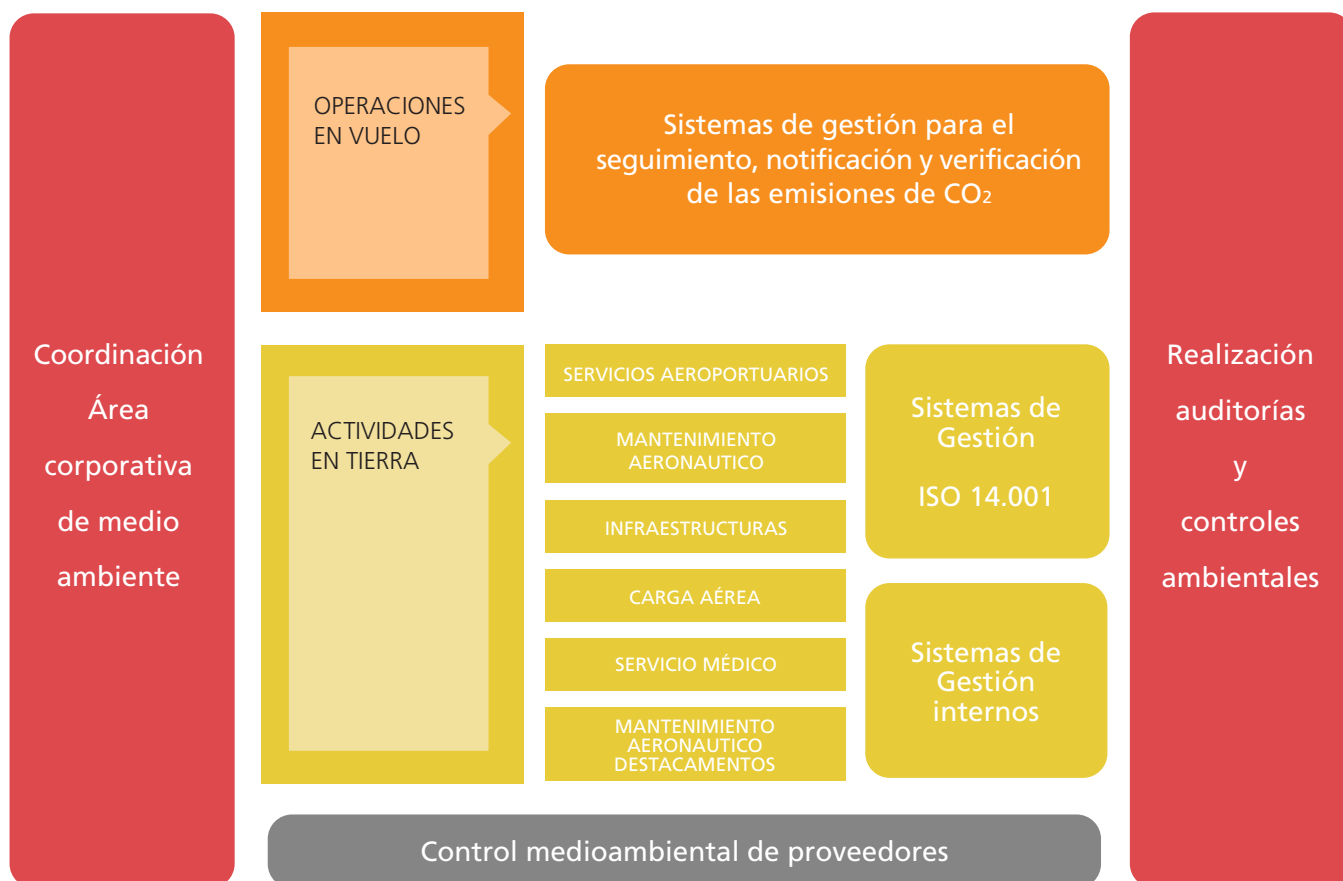 Coordinación
Área
corporativa
de medio
ambiente
OPERACIONES
EN VUELO
Sistemas de gestión para el
seguimiento, notificación y verificación
de las emisiones de CO₂
ACTIVIDADES
EN TIERRA
SERVICIOS AEROPORTUARIOS
MANTENIMIENTO
AERONAUTICO
INFRAESTRUCTURAS
CARGA AÉREA
SERVICIO MÉDICO
MANTENIMIENTO
AERONAUTICO
DESTACAMENTOS
Sistemas de
Gestión
ISO 14.001
Sistemas de
Gestión
internos
Realización
auditorías
y
controles
ambientales
Control medioambiental de proveedores